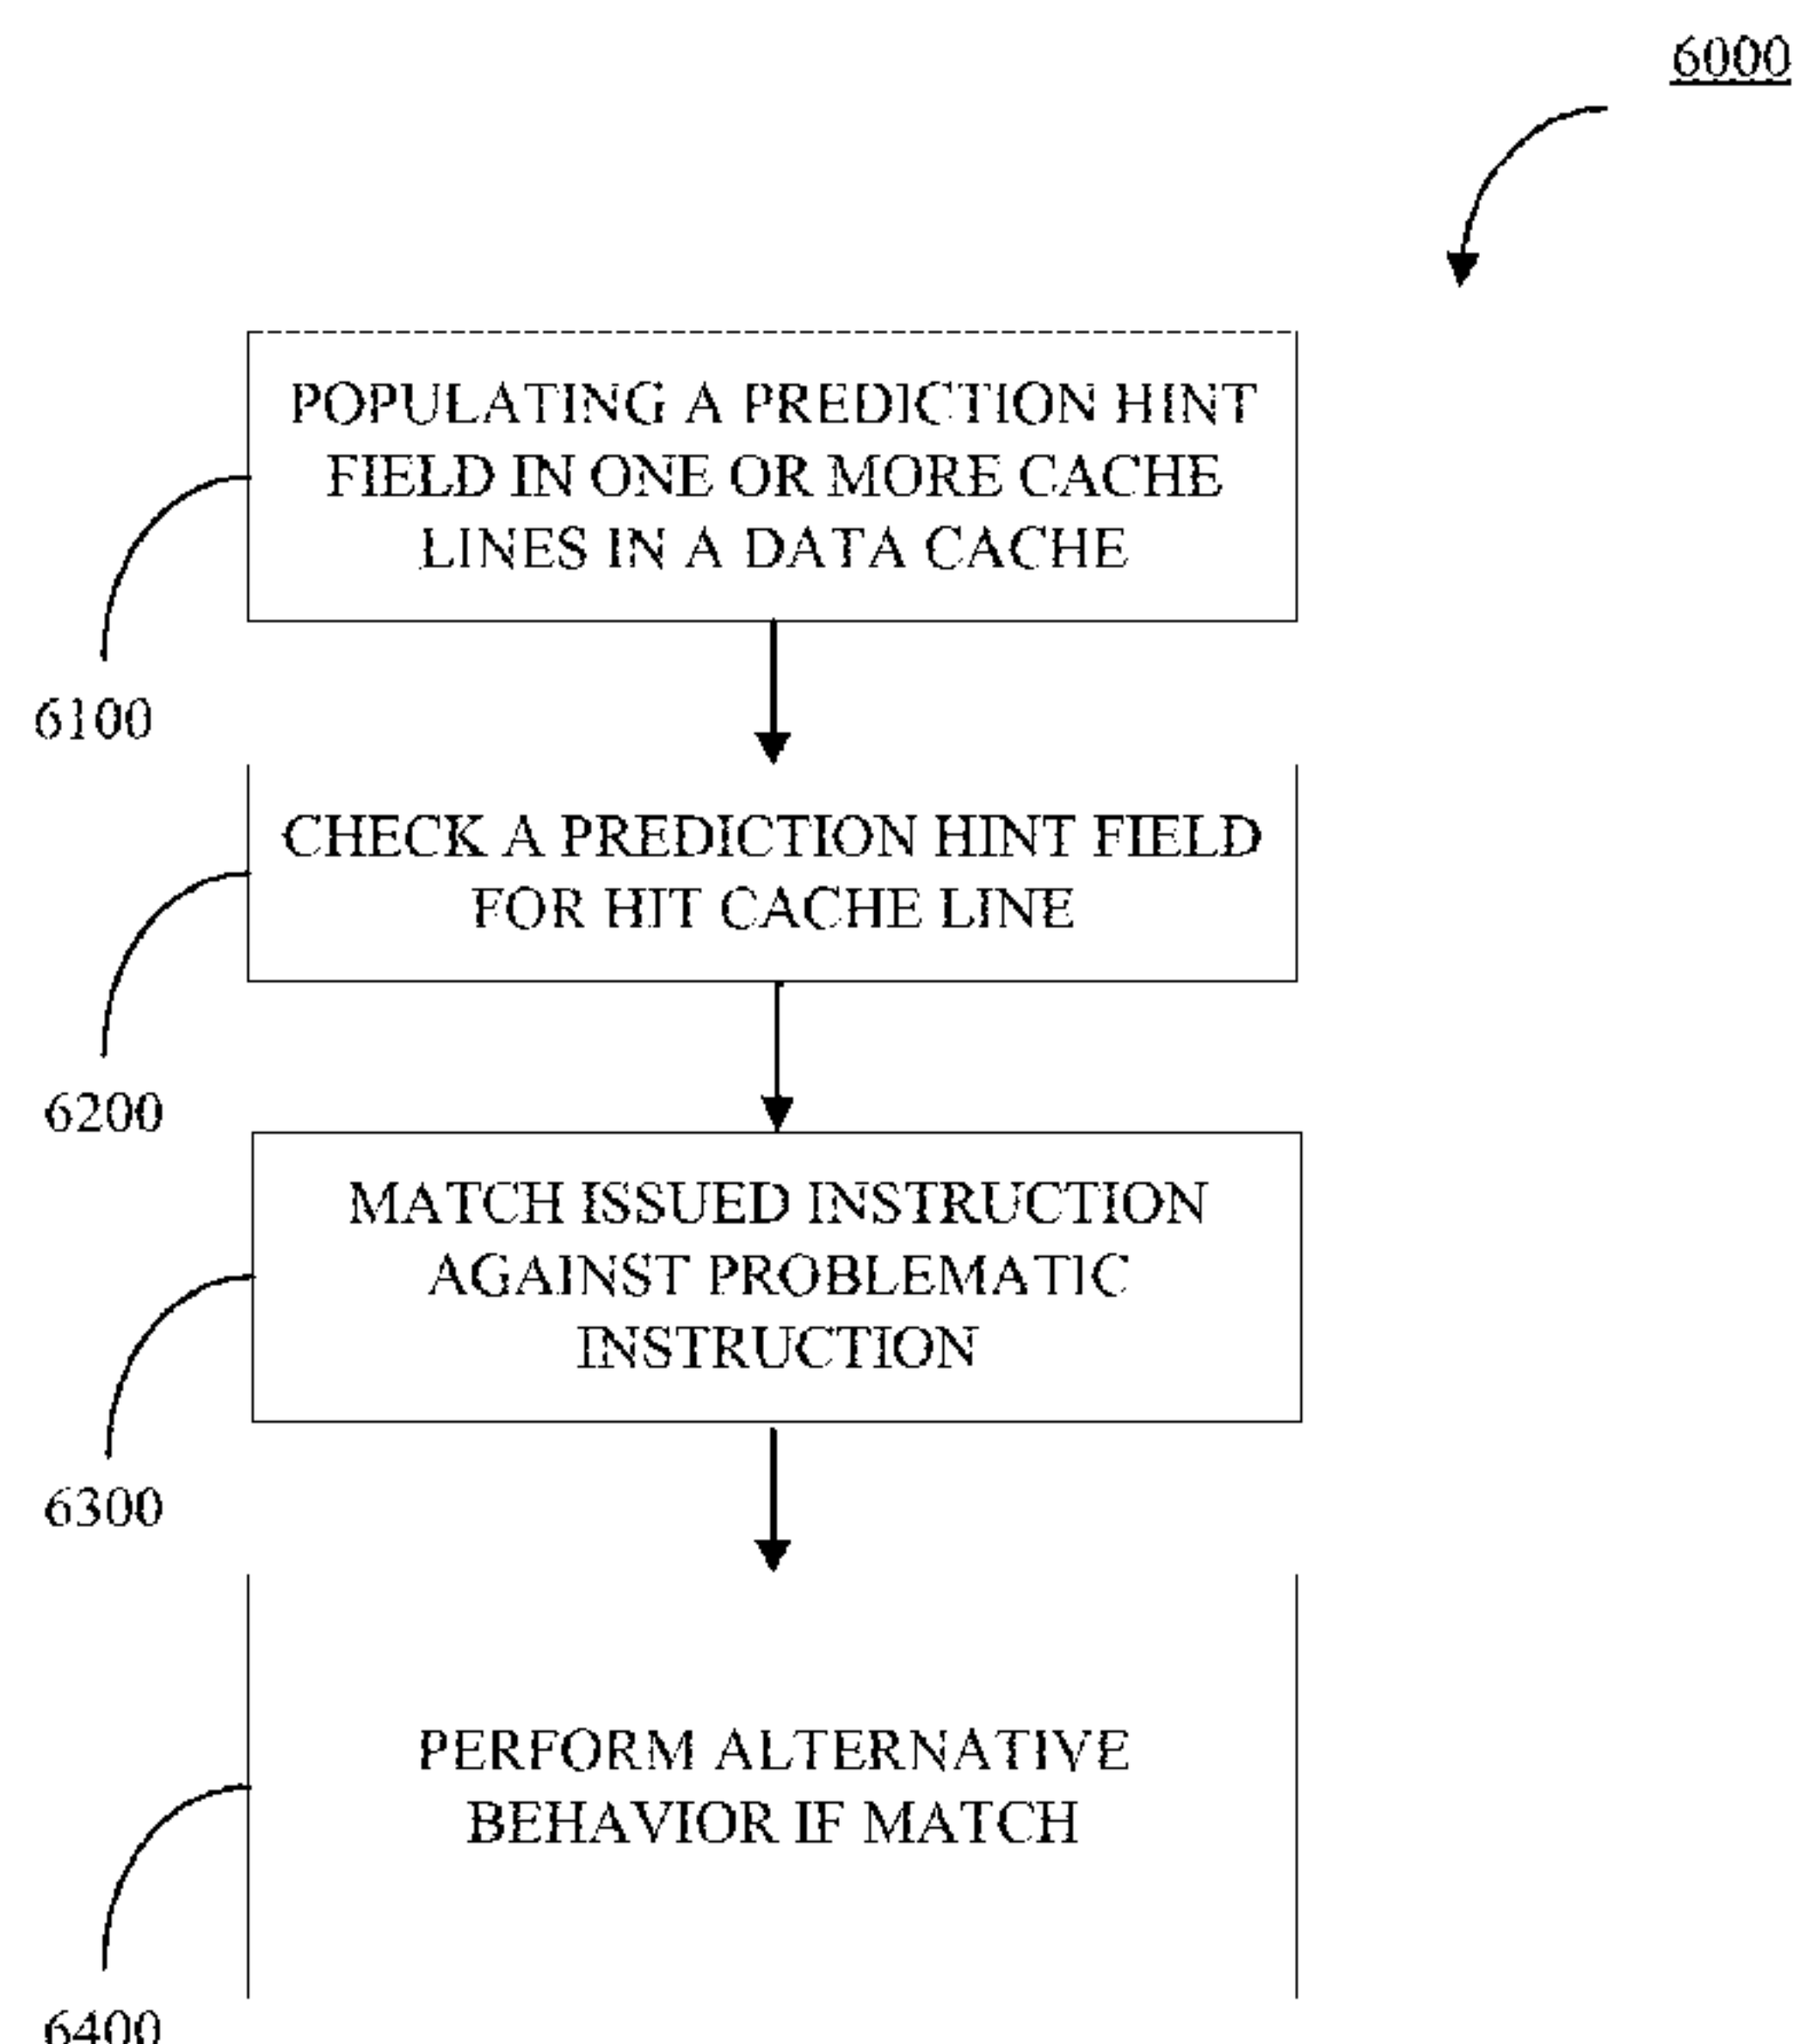 6000
POPULATING A PREDICTION HINT
FIELD IN ONE OR MORE CACHE
LINES IN A DATA CACHE
6100
CHECK A PREDICTION HINT FIELD
FOR HIT CACHE LINE
6200
MATCH ISSUED INSTRUCTION
AGAINST PROBLEMATIC
INSTRUCTION
6300
PERFORM ALTERNATIVE
BEHAVIOR IF MATCH
6400